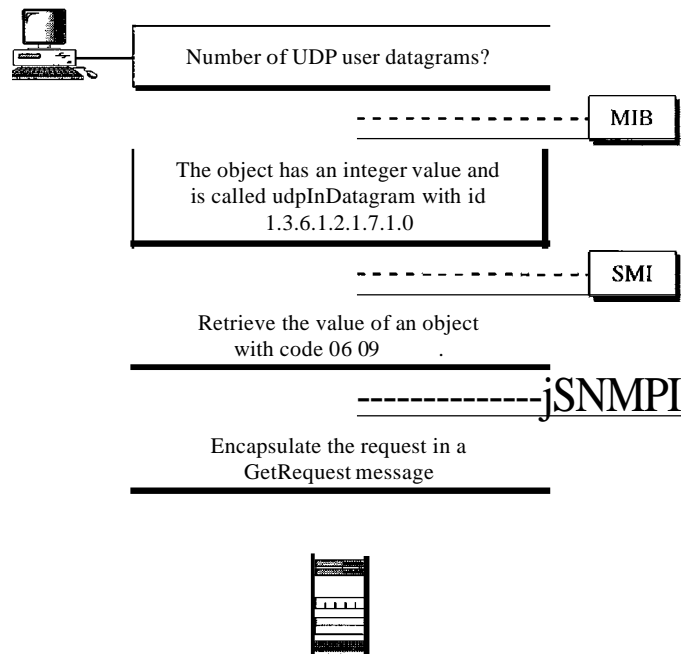 Number of UDP user datagrams?
MIB
The object has an integer value and
is called udpInDatagram with id
1.3.6.1.2.1.7.1.0
SMI
Retrieve the value of an object
with code 06 09 .
jSNMPI
Encapsulate the request in a
GetRequest message